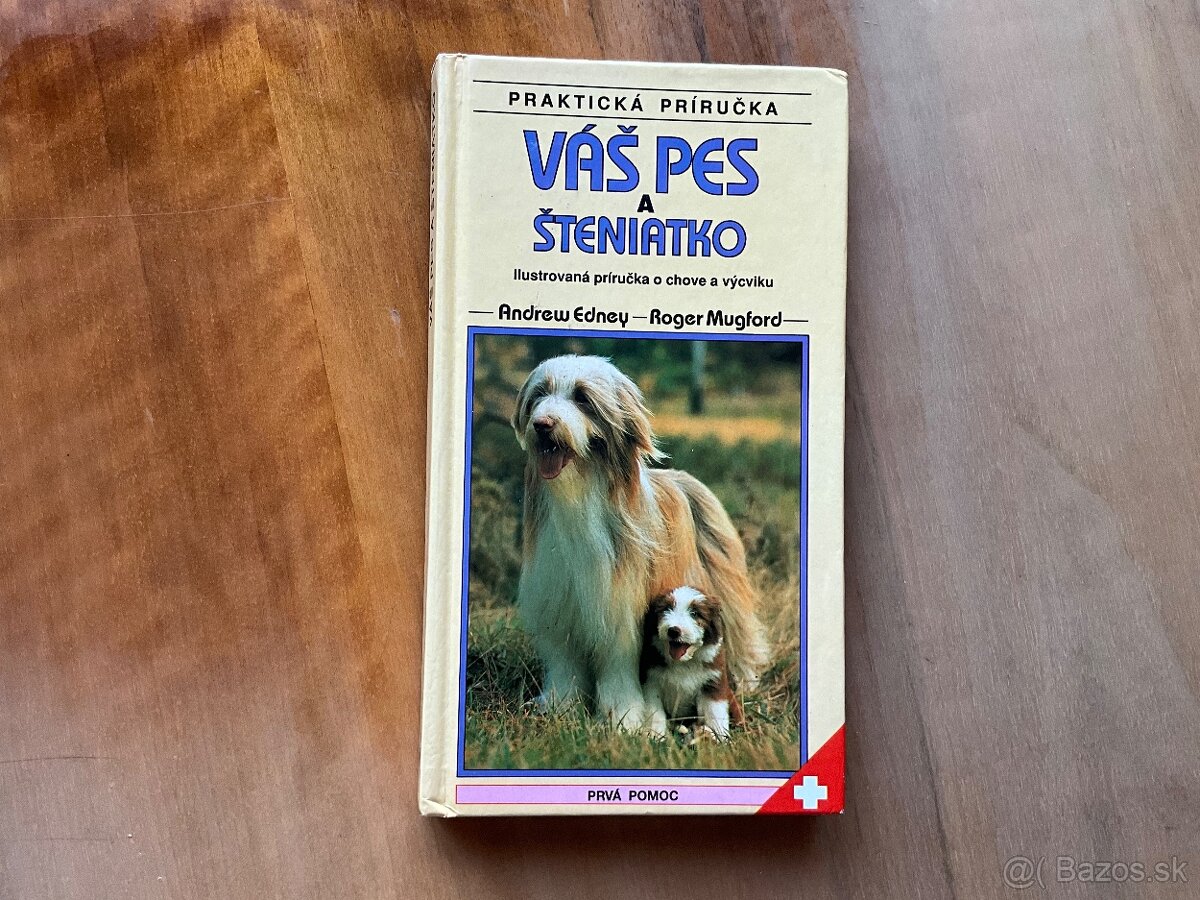 PRAKTICKÁ PRÍRUČKA
VÁŠ PES
A
ŠTENIATKO
Ilustrovaná príručka o chove a výcviku
Andrew Edney — Roger Mugford
PRVÁ POMOC
@( Bazos.sk